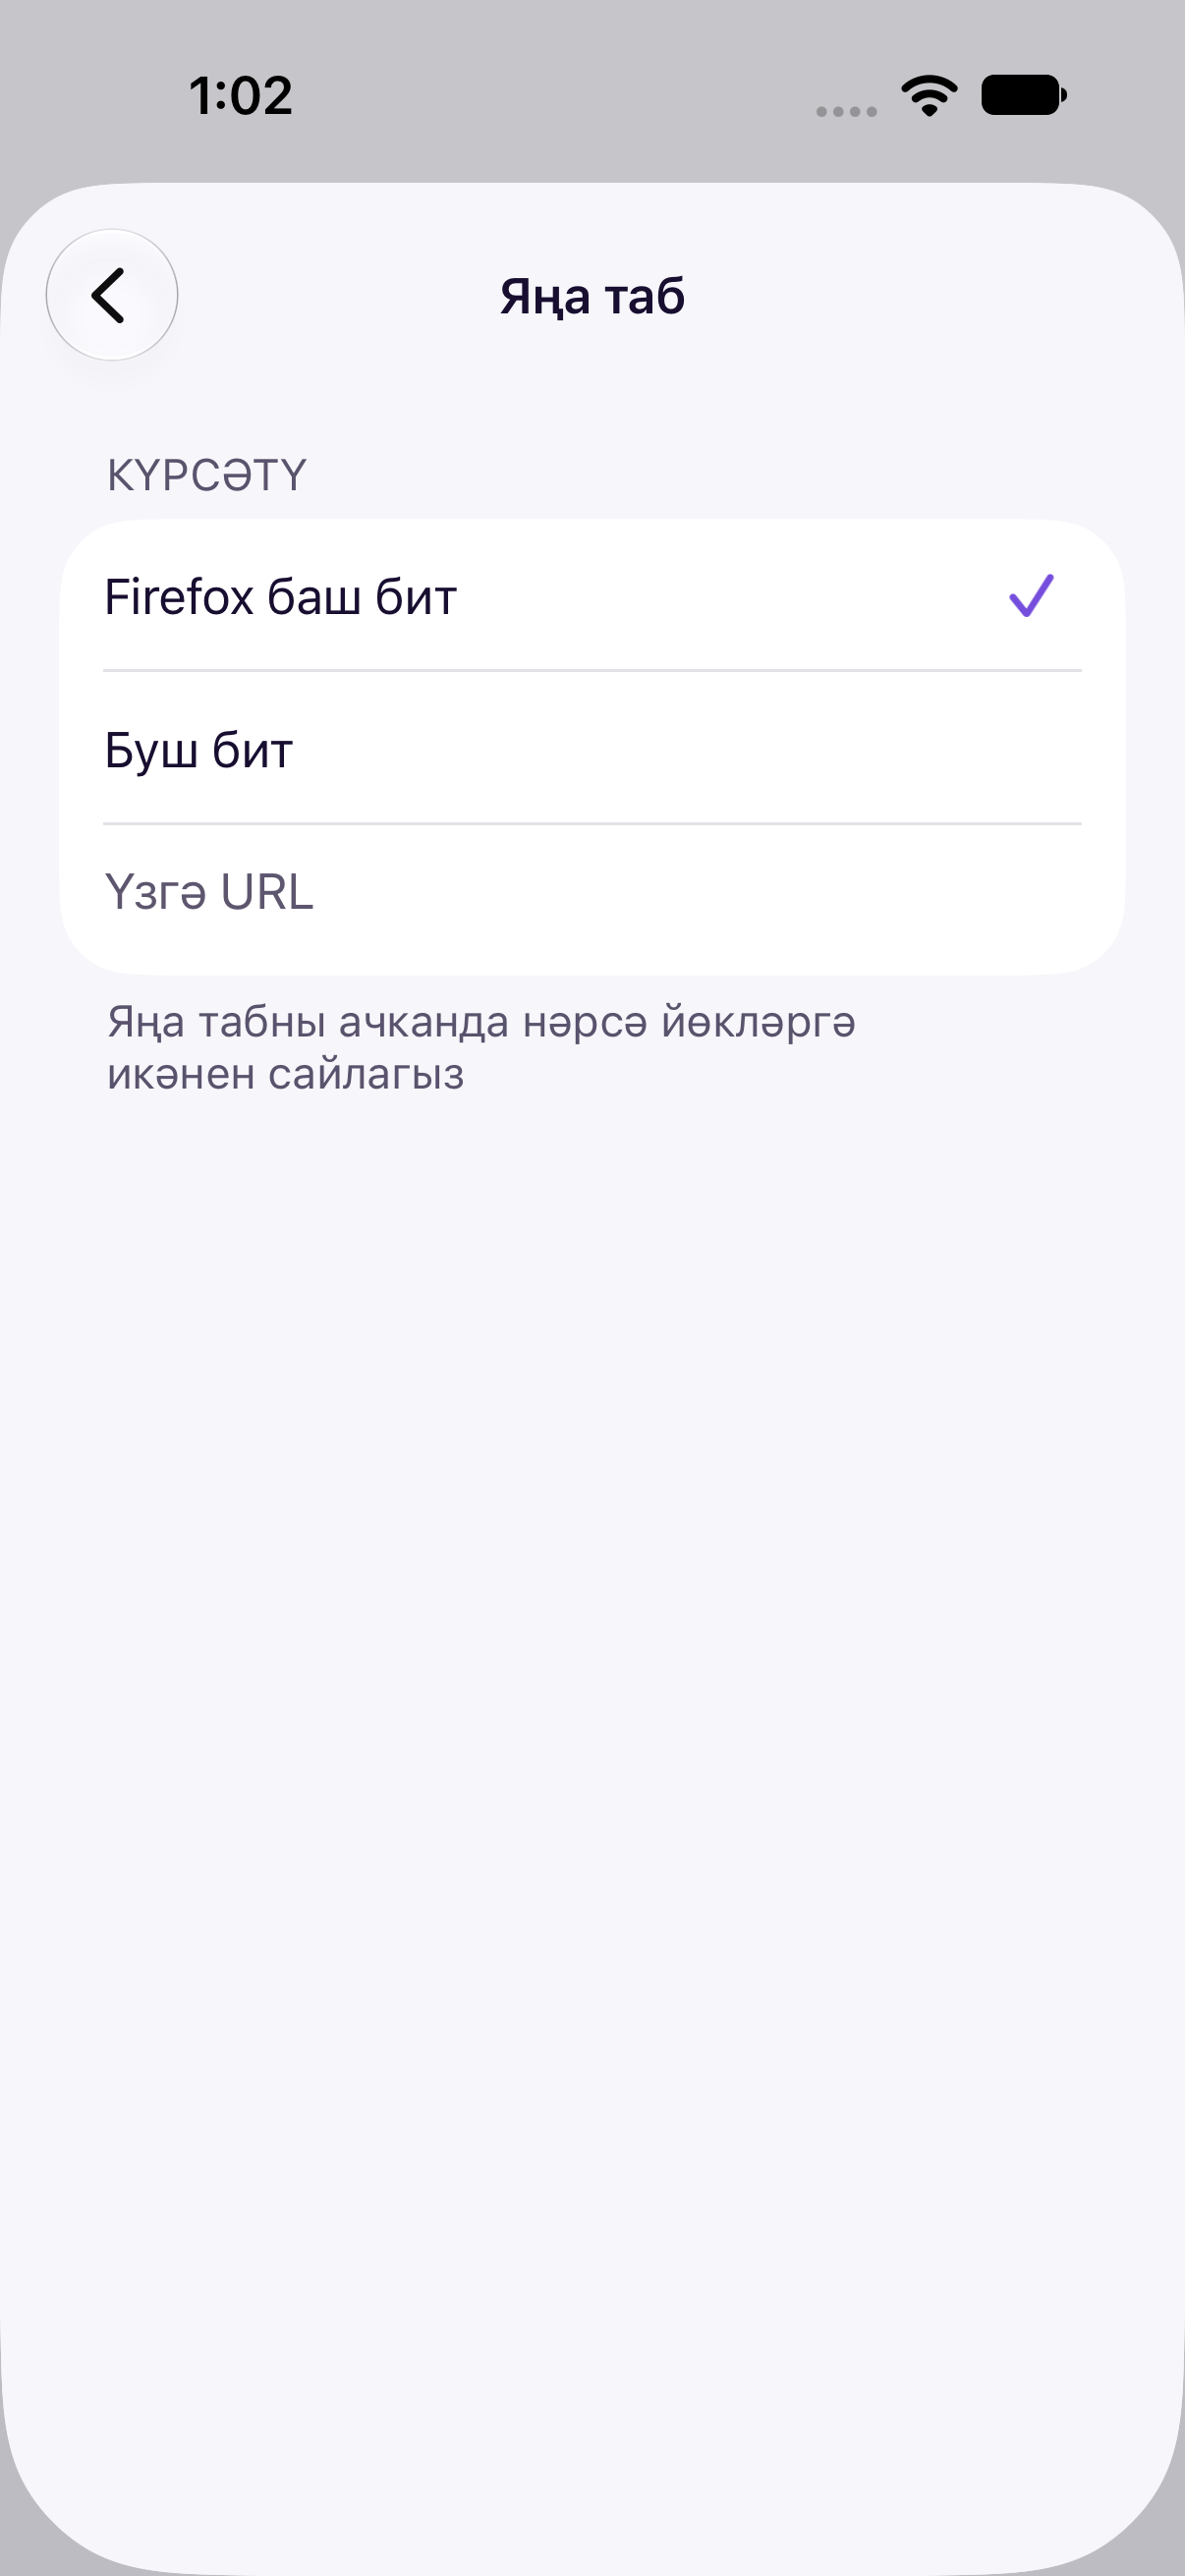 1:02
Яңа таб
КҮРСӘТҮ
Firefox баш бит
Буш бит
Үзгә URL
Яңа табны ачканда нәрсә йөкләргә
икәнен сайлагыз